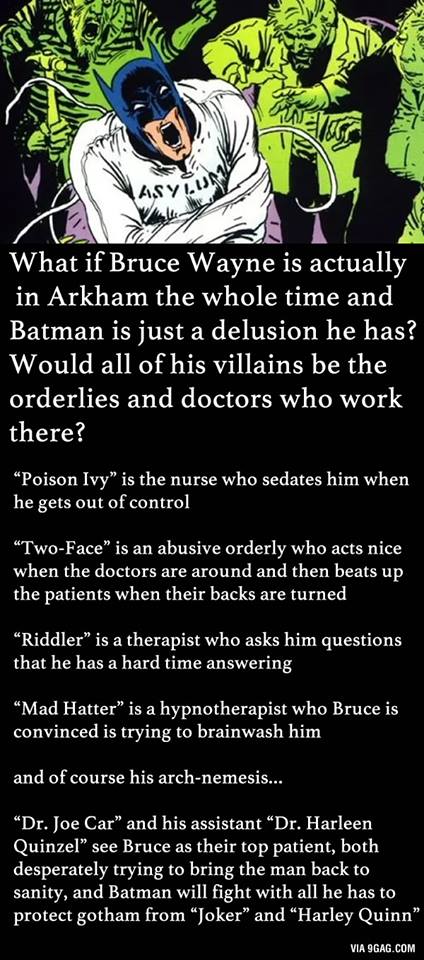 ASYLUM
What if Bruce Wayne is actually
in Arkham the whole time and
Batman is just a delusion he has?
Would all of his villains be the
orderlies and doctors who work
there?
“Poison Ivy” is the nurse who sedates him when
he gets out of control
“Two-Face” is an abusive orderly who acts nice
when the doctors are around and then beats up
the patients when their backs are turned
“Riddler” is a therapist who asks him questions
that he has a hard time answering
“Mad Hatter” is a hypnotherapist who Bruce is
convinced is trying to brainwash him
and of course his arch-nemesis...
“Dr. Joe Car” and his assistant “Dr. Harleen
Quinzel” see Bruce as their top patient, both
desperately trying to bring the man back to
sanity, and Batman will fight with all he has to
protect gotham from “Joker” and “Harley Quinn”
VIA 9GAG.COM